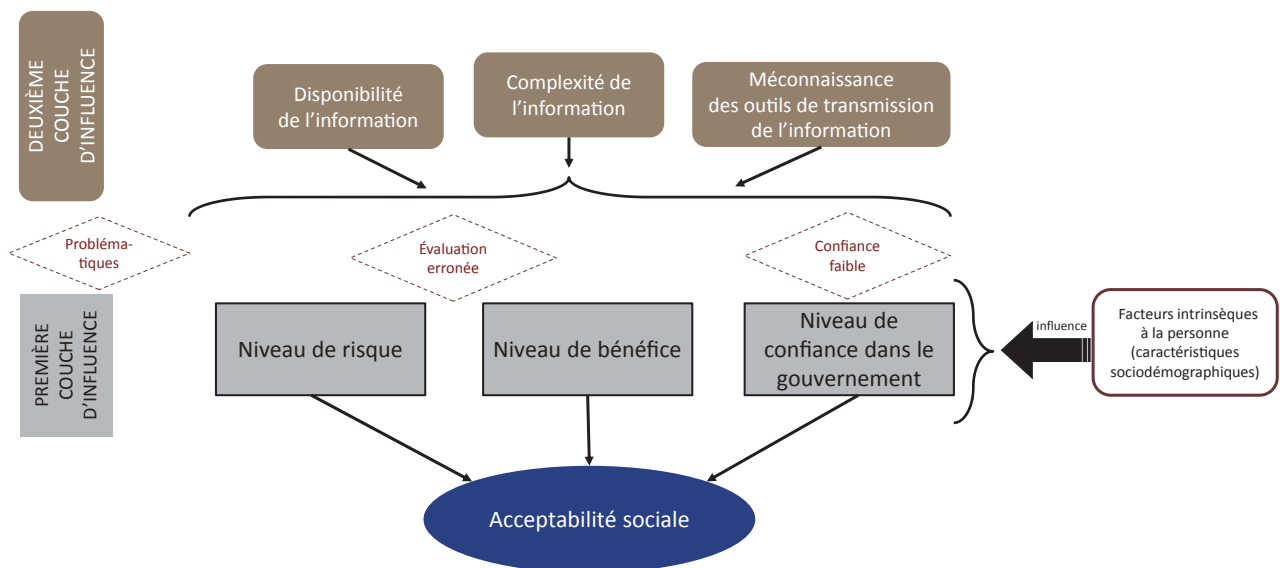 DEUXIÈME
COUCHE
D'INFLUENCE
Disponibilité
de l'information
Complexité de
l'information
Méconnaissance
des outils de transmission
de l'information
Probléma-
tiques
Évaluation
erronée
Confiance
faible
PREMIÈRE
COUCHE
D'INFLUENCE
Niveau de risque
Niveau de bénéfice
Niveau de
confiance dans le
gouvernement
influence
Facteurs intrinsèques
à la personne
(caractéristiques
sociodémographiques)
Acceptabilité sociale